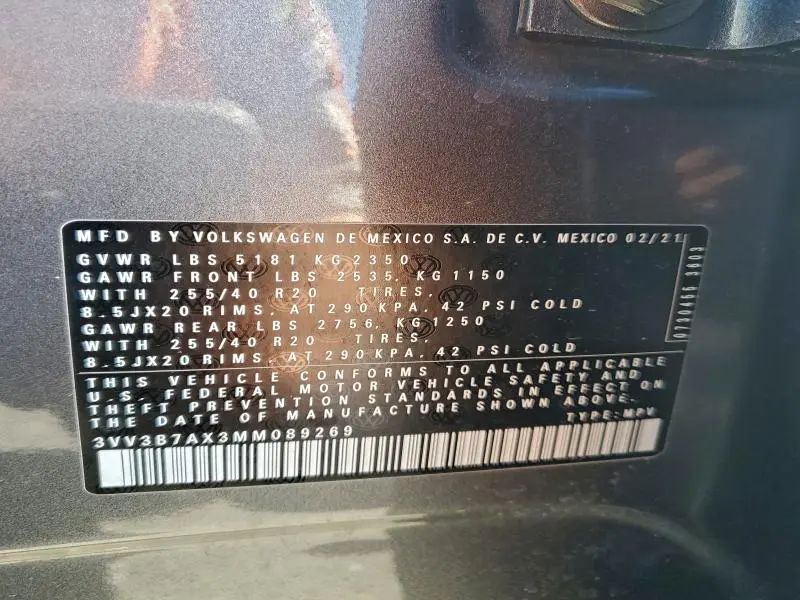 MFD BY VOLKSWAGEN DE MEXICO S.A. DE C.V. MEXICO 02/21
GVWR LBS 5181 KG 2350
GAWR FRONT LBS 2535, KG 1150
WITH 255/40 R20 TIRES,
8.5JX20 RIMS, AT 290 KPA, 42 PSI COLD
GAWR REAR LBS 2756, KG 1250
WITH 255/40 R20 TIRES,
8.5JX20 RIMS, AT 290 KPA, 42 PSI COLD
THIS VEHICLE CONFORMS TO ALL APPLICABLE
U.S. FEDERAL MOTOR VEHICLE SAFETY AND
THEFT PREVENTION STANDARDS IN EFFECT ON
THE DATE OF MANUFACTURE SHOWN ABOVE.
TYPE: MPV
3VV3B7AX3MM089269